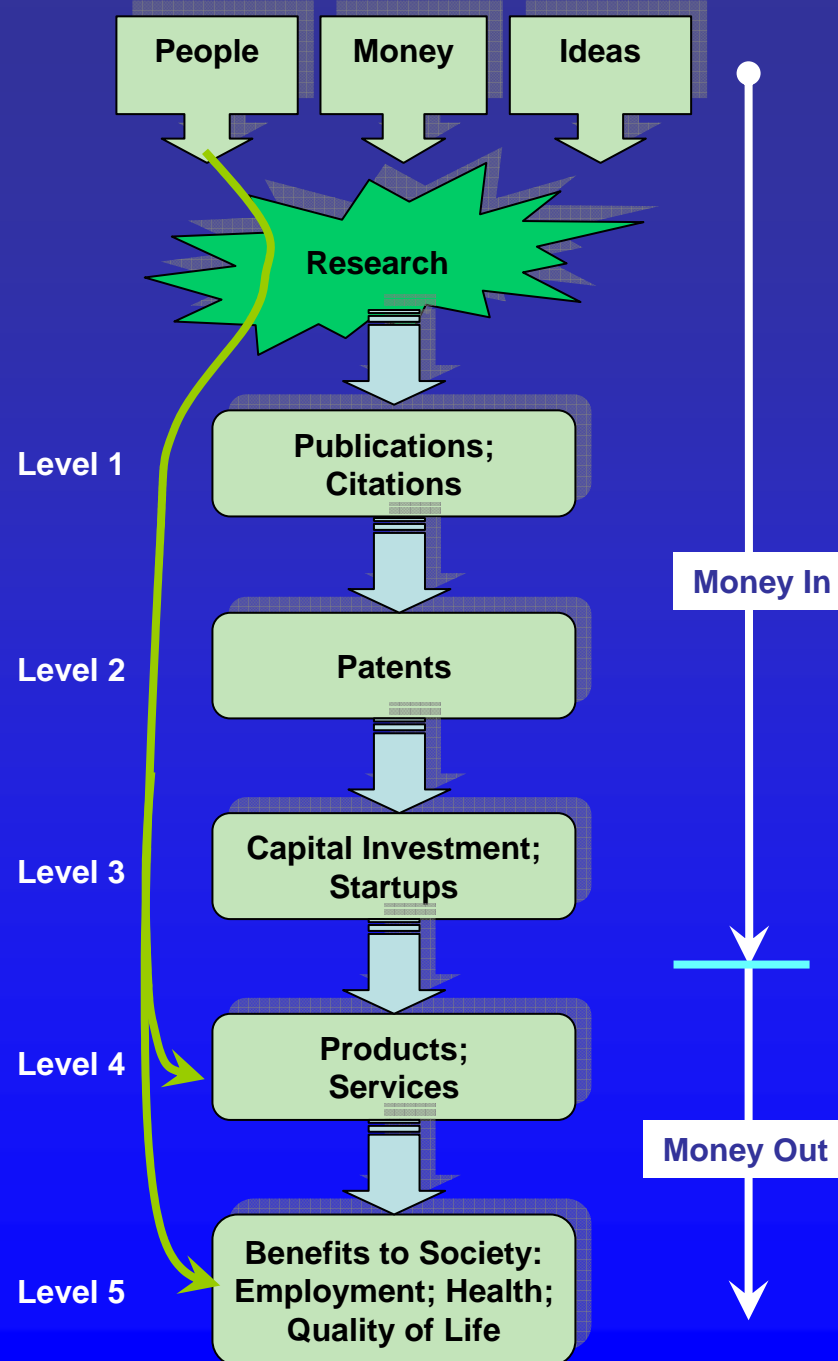 People
Money
Ideas
Research
Level 1
Publications;
Citations
Money In
Level 2
Patents
Level 3
Capital Investment;
Startups
Level 4
Products;
Services
Money Out
Level 5
Benefits to Society:
Employment; Health;
Quality of Life